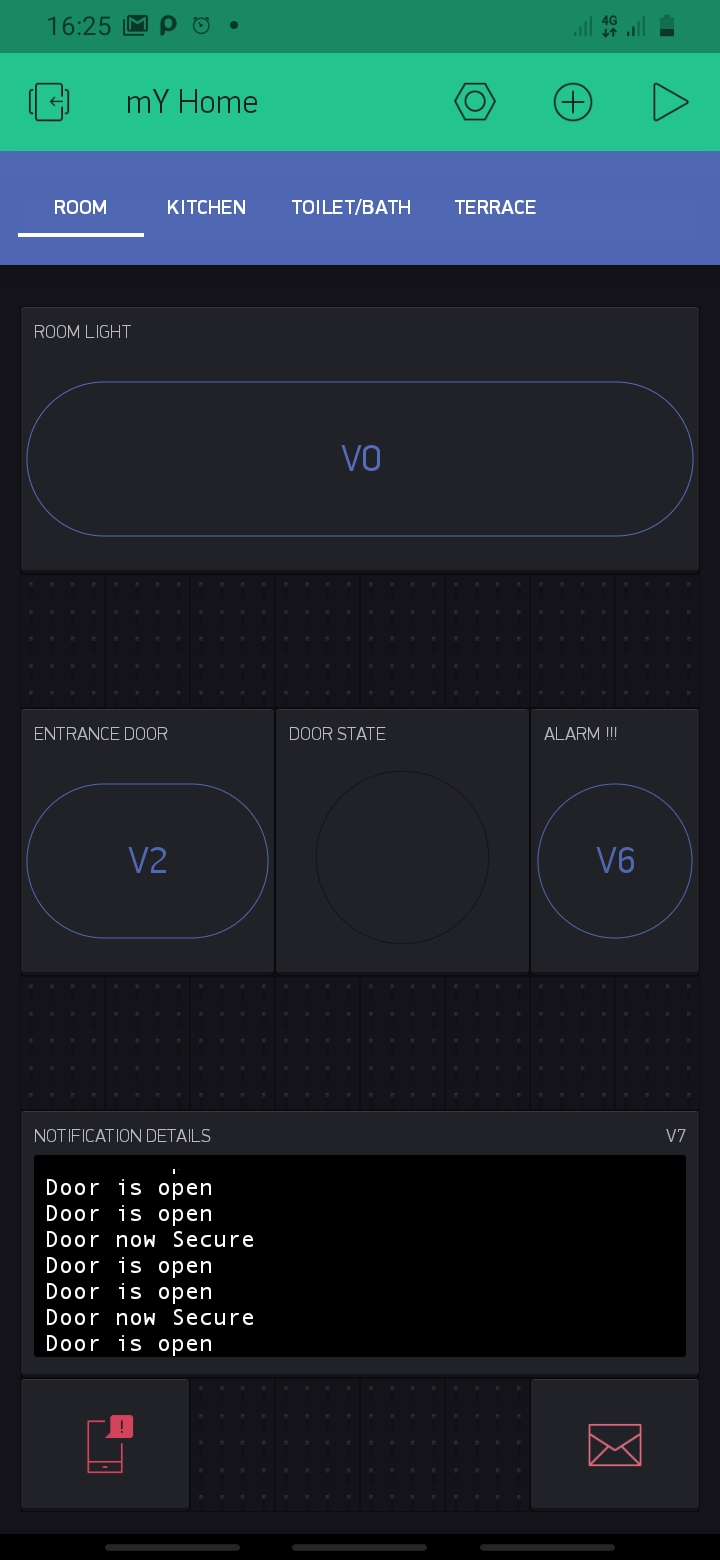 16:25 4G
mY Home
ROOM KITCHEN TOILET/BATH TERRACE
ROOM LIGHT
V0
ENTRANCE DOOR DOOR STATE ALARM !!!
V2 V6
NOTIFICATION DETAILS V7
Door is open
Door is open
Door now Secure
Door is open
Door is open
Door now Secure
Door is open